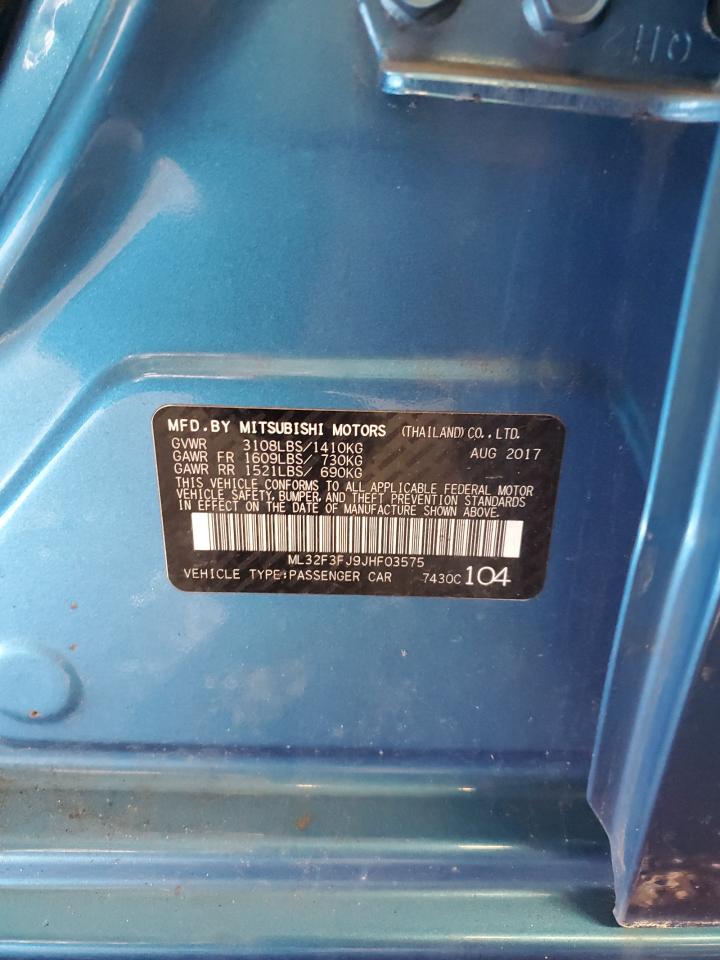 Q112
MFD.BY MITSUBISHI MOTORS (THAILAND)CO.,LTD.
GVWR 3108LBS/1410KG AUG 2017
GAWR FR 1609LBS/ 730KG
GAWR RR 1521LBS/ 690KG
THIS VEHICLE CONFORMS TO ALL APPLICABLE FEDERAL MOTOR
VEHICLE SAFETY, BUMPER, AND THEFT PREVENTION STANDARDS
IN EFFECT ON THE DATE OF MANUFACTURE SHOWN ABOVE.
ML32F3FJ9JHF03575
VEHICLE TYPE:PASSENGER CAR 7430C 104